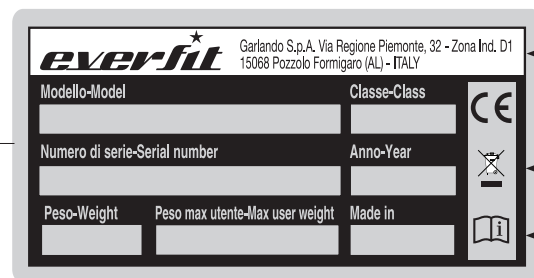 everfit
Garlando S.p.A. Via Regione Piemonte, 32 - Zona Ind. D1
15068 Pozzolo Formigaro (AL) - ITALY
Modello-Model
Classe-Class
CE
Numero di serie-Serial number
Anno-Year
Peso-Weight
Peso max utente-Max user weight
Made in
i